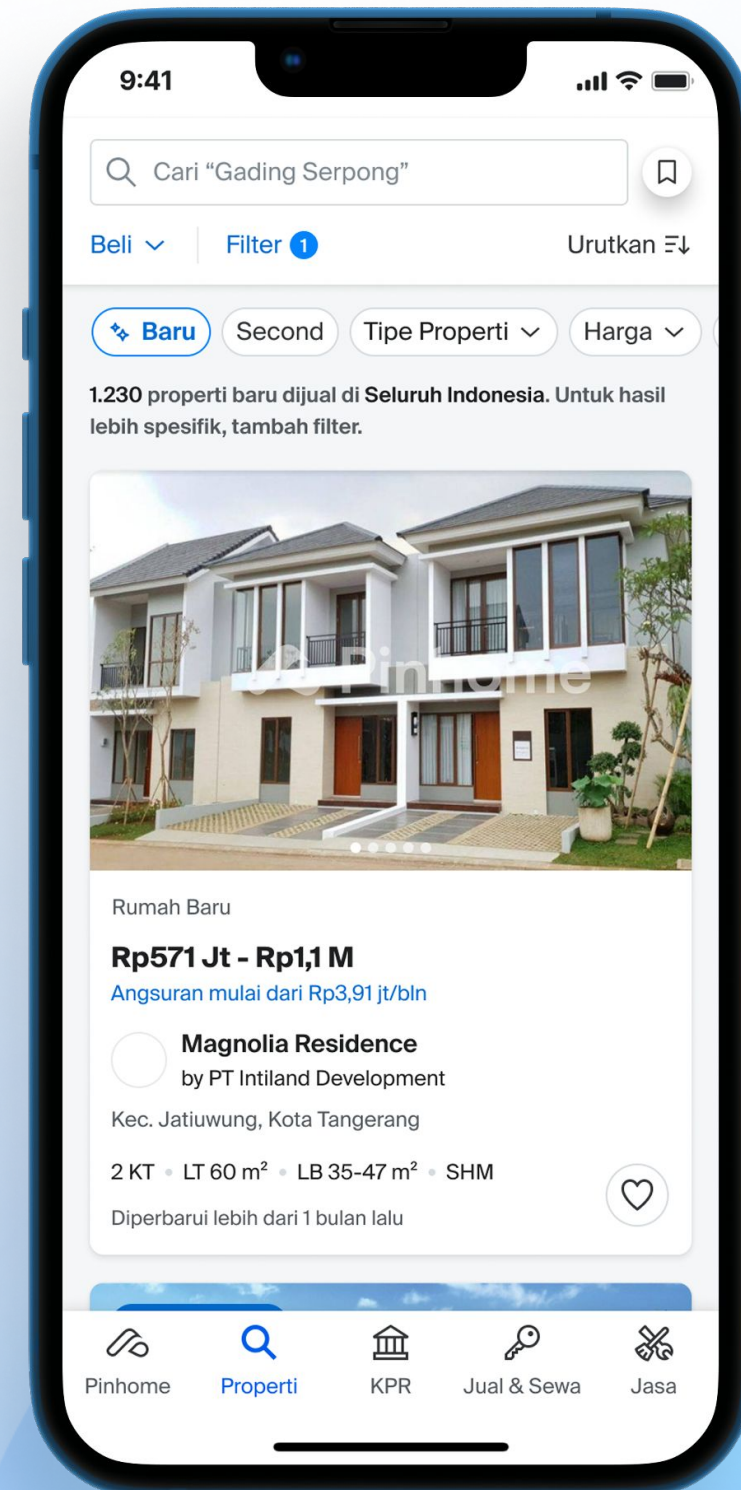 9:41
Cari “Gading Serpong”
Beli
Filter 1
Urutkan
Baru
Second
Tipe Properti
Harga
1.230 properti baru dijual di Seluruh Indonesia. Untuk hasil
lebih spesifik, tambah filter.
Pinhome
Rumah Baru
Rp571 Jt - Rp1,1 M
Angsuran mulai dari Rp3,91 jt/bln
Magnolia Residence
by PT Intiland Development
Kec. Jatiuwung, Kota Tangerang
2 KT • LT 60 m² • LB 35-47 m² • SHM
Diperbarui lebih dari 1 bulan lalu
Pinhome
Properti
KPR
Jual & Sewa
Jasa